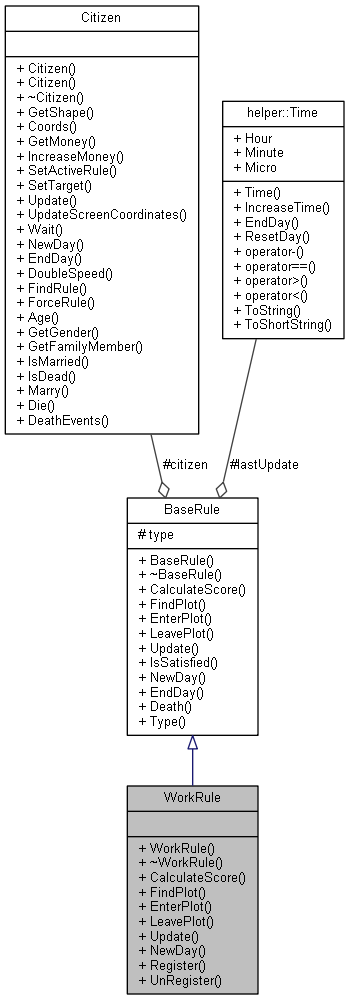 Citizen
+ Citizen()
+ Citizen()
+ ~Citizen()
+ GetShape()
+ Coords()
+ GetMoney()
+ IncreaseMoney()
+ SetActiveRule()
+ SetTarget()
+ Update()
+ UpdateScreenCoordinates()
+ Wait()
+ NewDay()
+ EndDay()
+ DoubleSpeed()
+ FindRule()
+ ForceRule()
+ Age()
+ GetGender()
+ GetFamilyMember()
+ IsMarried()
+ IsDead()
+ Marry()
+ Die()
+ DeathEvents()
helper::Time
+ Hour
+ Minute
+ Micro
+ Time()
+ IncreaseTime()
+ EndDay()
+ ResetDay()
+ operator-()
+ operator==()
+ operator>()
+ operator<()
+ ToString()
+ ToShortString()
#citizen
#lastUpdate
BaseRule
# type
+ BaseRule()
+ ~BaseRule()
+ CalculateScore()
+ FindPlot()
+ EnterPlot()
+ LeavePlot()
+ Update()
+ IsSatisfied()
+ NewDay()
+ EndDay()
+ Death()
+ Type()
WorkRule
+ WorkRule()
+ ~WorkRule()
+ CalculateScore()
+ FindPlot()
+ EnterPlot()
+ LeavePlot()
+ Update()
+ NewDay()
+ Register()
+ UnRegister()